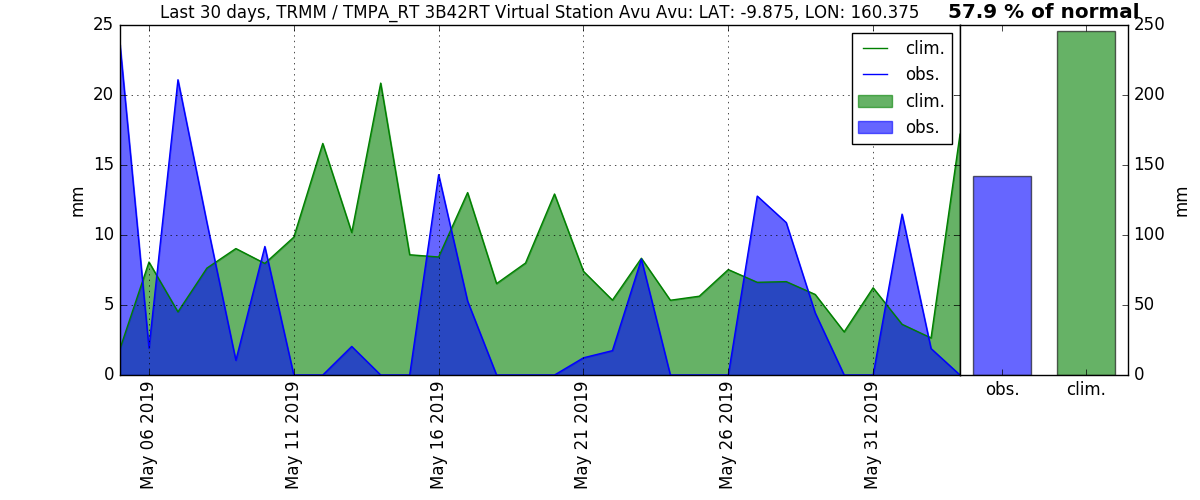 Last 30 days, TRMM / TMPA_RT 3B42RT Virtual Station Avu Avu: LAT: -9.875, LON: 160.375
57.9 % of normal
25
20
15
10
5
0
mm
clim.
obs.
clim.
obs.
May 06 2019
May 11 2019
May 16 2019
May 21 2019
May 26 2019
May 31 2019
250
200
150
100
50
0
mm
obs.
clim.